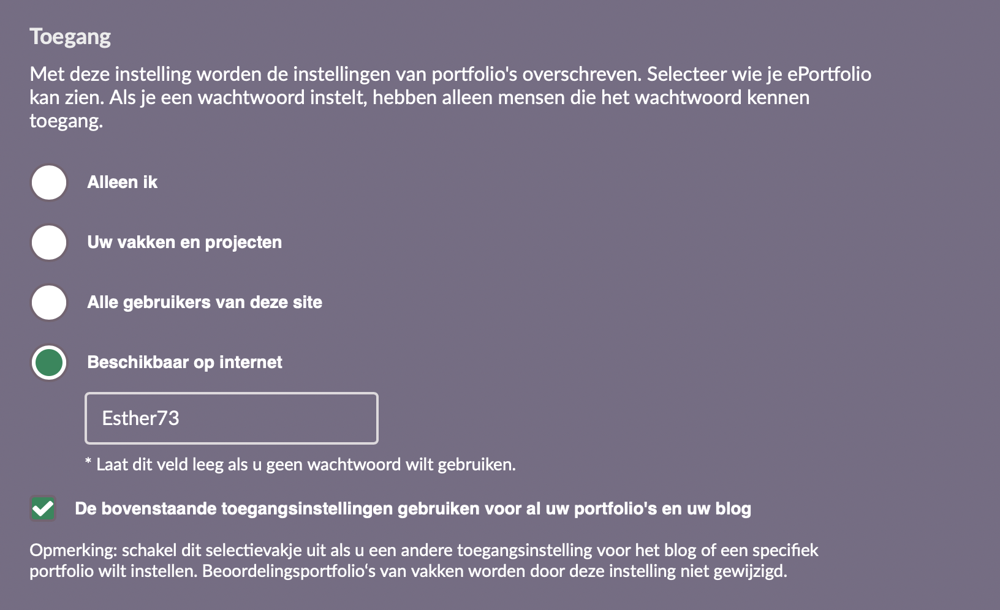 Toegang
Met deze instelling worden de instellingen van portfolio's overschreven. Selecteer wie je ePortfolio
kan zien. Als je een wachtwoord instelt, hebben alleen mensen die het wachtwoord kennen
toegang.
Alleen ik
Uw vakken en projecten
Alle gebruikers van deze site
Beschikbaar op internet
Esther73
* Laat dit veld leeg als u geen wachtwoord wilt gebruiken.
De bovenstaande toegangsinstellingen gebruiken voor al uw portfolio's en uw blog
Opmerking: schakel dit selectievakje uit als u een andere toegangsinstelling voor het blog of een specifiek
portfolio wilt instellen. Beoordelingsportfolio‘s van vakken worden door deze instelling niet gewijzigd.